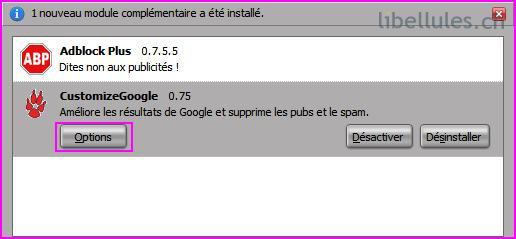 1 nouveau module complémentaire a été installé.
libellules.ch
ABP
Adblock Plus 0.7.5.5
Dites non aux publicités !
CustomizeGoogle 0.75
Améliore les résultats de Google et supprime les pubs et le spam.
Options Désactiver Désinstaller